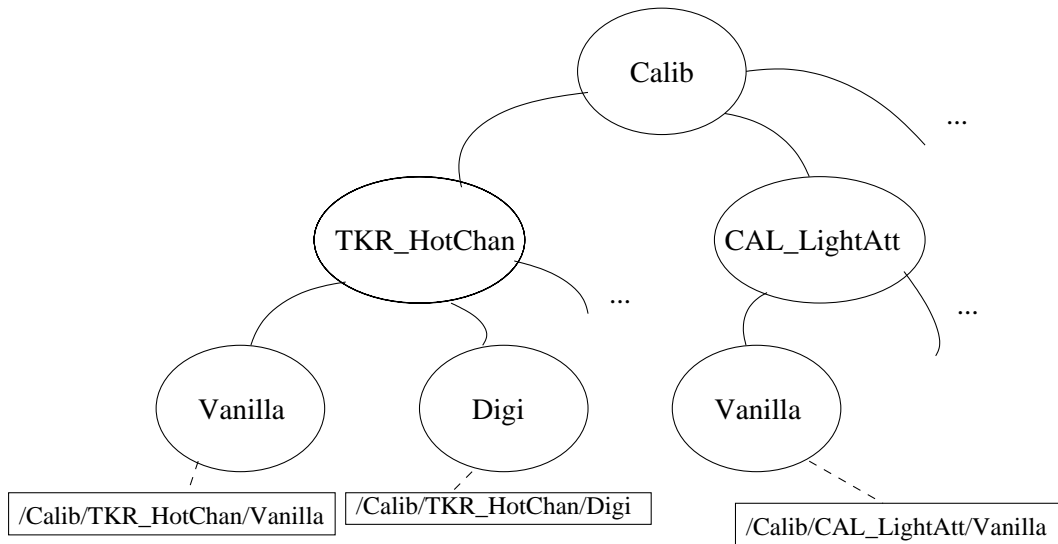 Calib
...
TKR_HotChan
CAL_LightAtt
...
...
Vanilla
Digi
Vanilla
/Calib/TKR_HotChan/Vanilla
/Calib/TKR_HotChan/Digi
/Calib/CAL_LightAtt/Vanilla